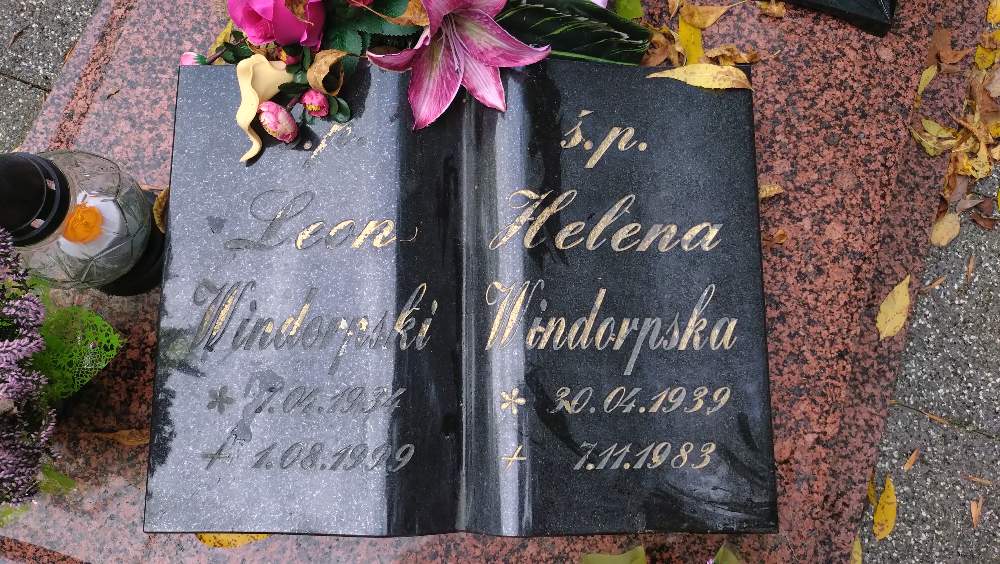 p.
Leon
Windorpski
* 7.04.1934
+ 1.08.1999
ś.p.
Helena
Windorpska
* 30.04.1939
+ 7.11.1983